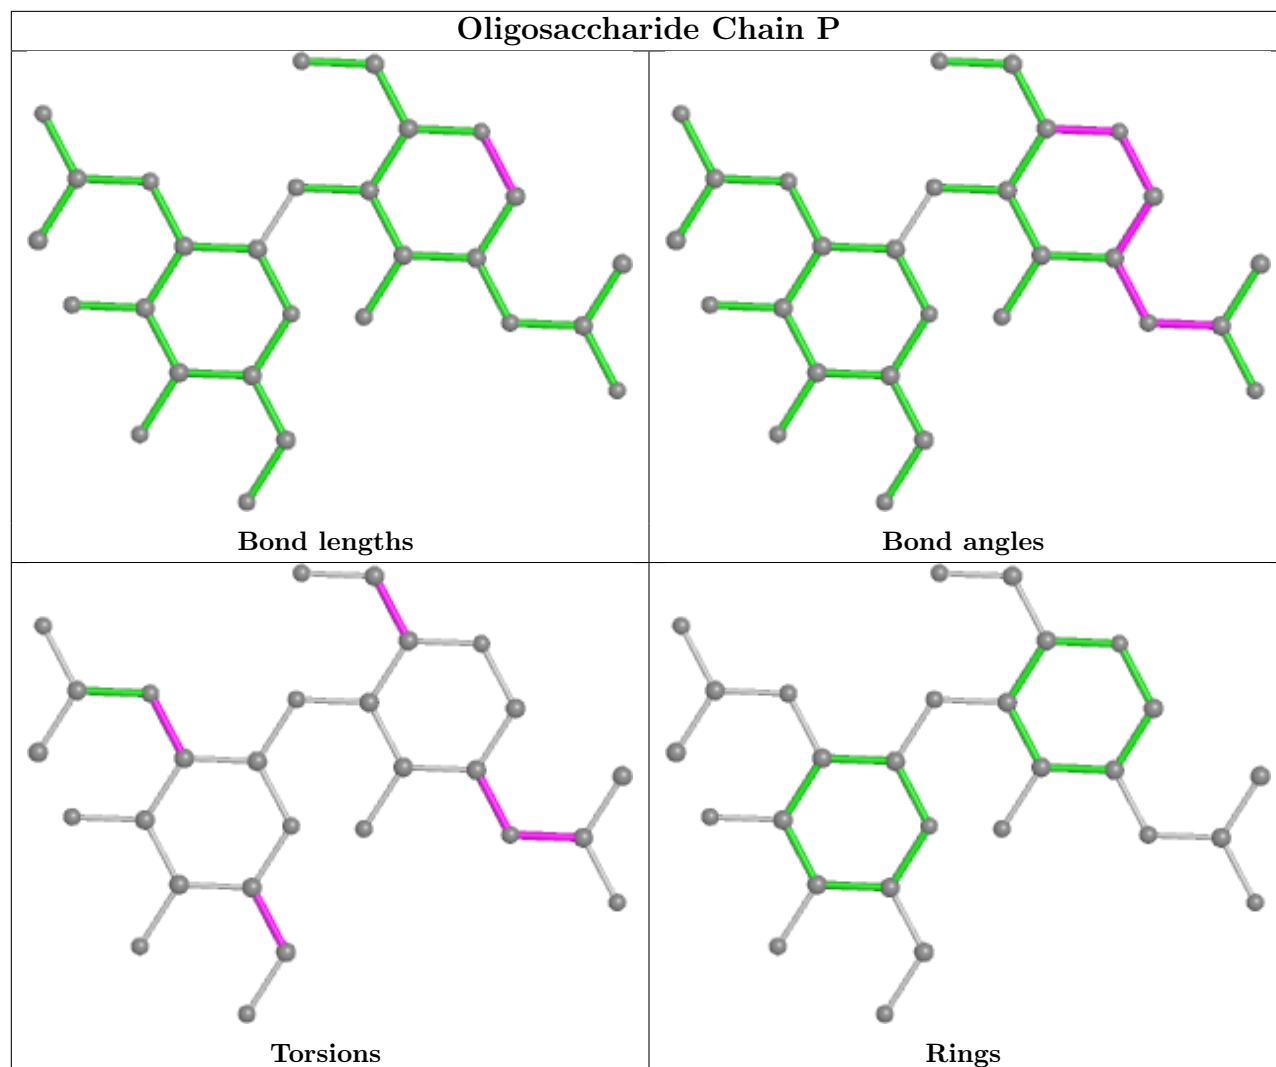 Oligosaccharide Chain P
Bond lengths
Bond angles
Torsions
Rings